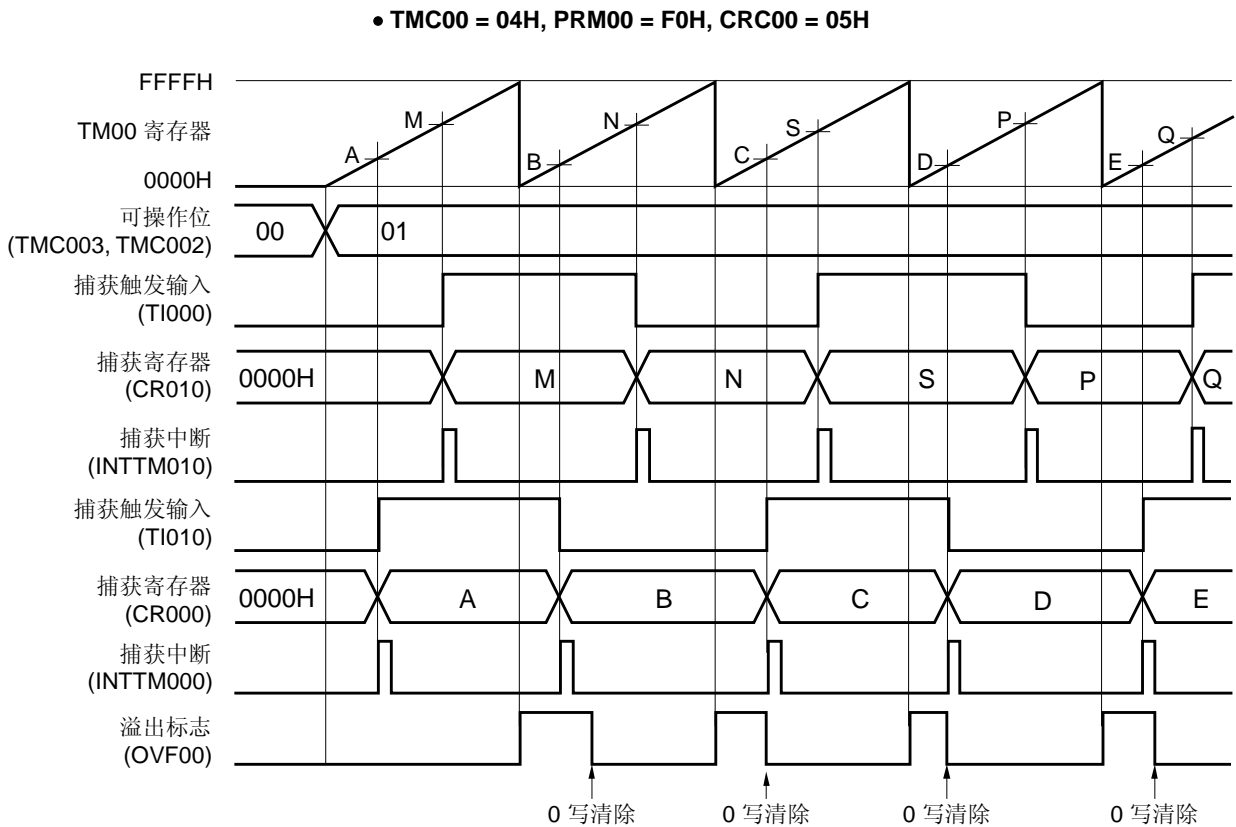 • TMC00 = 04H, PRM00 = F0H, CRC00 = 05H
FFFFH
TM00 寄存器
0000H
A M B N C S D P E Q
可操作位
(TMC003, TMC002)
00 01
捕获触发输入
(TI000)
捕获寄存器
(CR010)
0000H M N S P Q
捕获中断
(INTTM010)
捕获触发输入
(TI010)
捕获寄存器
(CR000)
0000H A B C D E
捕获中断
(INTTM000)
溢出标志
(OVF00)
0 写清除 0 写清除 0 写清除 0 写清除